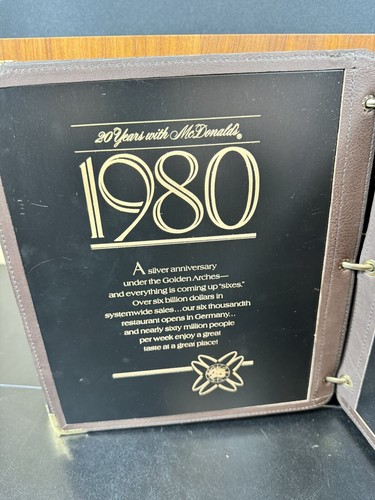 20 Years with McDonald's®
1980
A silver anniversary
under the Golden Arches—
and everything is coming up "sixes."
Over six billion dollars in
systemwide sales...our six thousandth
restaurant opens in Germany...
and nearly sixty million people
per week enjoy a great
taste at a great place!